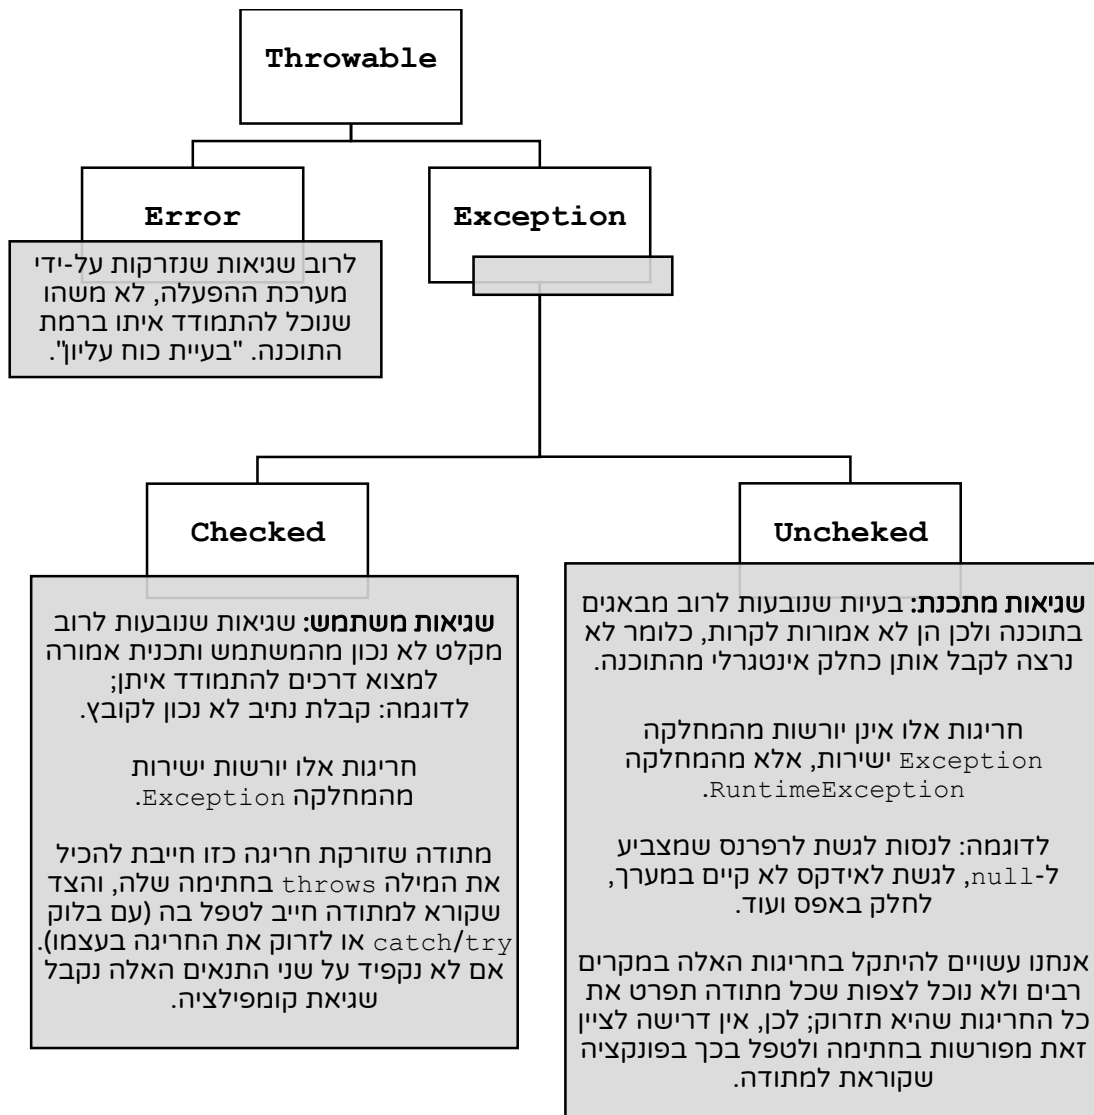 Throwable
Error
Exception
לרוב שגיאות שנזרקות על-ידי
מערכת ההפעלה, לא משהו
שנוכל להתמודד איתו ברמת
התוכנה. "בעיית כוח עליון".
Checked
Uncheked
שגיאות משתמש: שגיאות שנובעות לרוב
מקלט לא נכון מהמשתמש ותכנית אמורה
למצוא דרכים להתמודד איתן;
לדוגמה: קבלת נתיב לא נכון לקובץ.
חריגות אלו יורשות ישירות
מהמחלקה Exception.
מתודה שזורקת חריגה כזו חייבת להכיל
את המילה throws בחתימה שלה, והצד
שקורא למתודה חייב לטפל בה (עם בלוק
catch/try או לזרוק את החריגה בעצמו).
אם לא נקפיד על שני התנאים האלה נקבל
שגיאת קומפילציה.
שגיאות מתכנת: בעיות שנובעות לרוב מבאגים
בתוכנה ולכן הן לא אמורות לקרות, כלומר לא
נרצה לקבל אותן כחלק אינטגרלי מהתוכנה.
חריגות אלו אינן יורשות מהמחלקה
Exception ישירות, אלא מהמחלקה
RuntimeException.
לדוגמה: לנסות לגשת לרפרנס שמצביע
ל-null, לגשת לאידקס לא קיים במערך,
לחלק באפס ועוד.
אנחנו עשויים להיתקל בחריגות האלה במקרים
רבים ולא נוכל לצפות שכל מתודה תפרט את
כל החריגות שהיא תזרוק; לכן, אין דרישה לציין
זאת מפורשות בחתימה ולטפל בכך בפונקציה
שקוראת למתודה.